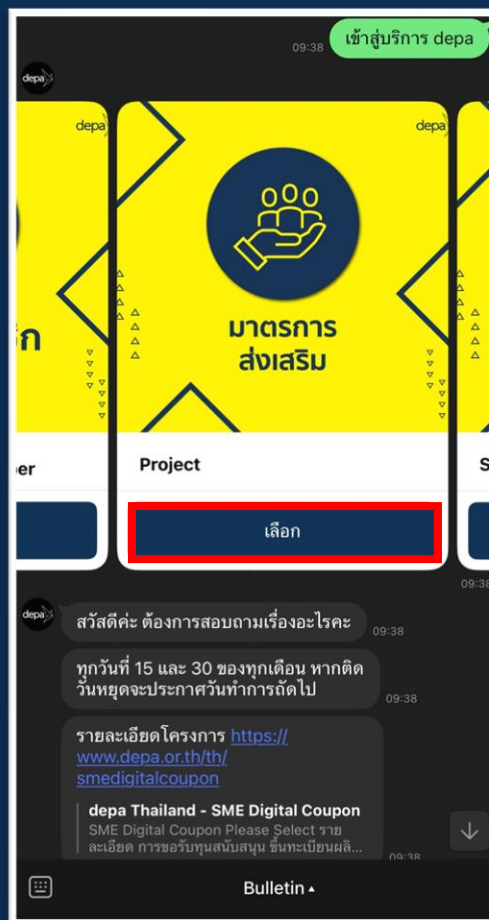 09:38
เข้าสู่บริการ depa
depa
depa
depa
ก
มาตรการ
ส่งเสริม
er
Project
S
เลือก
09:38
depa
สวัสดีค่ะ ต้องการสอบถามเรื่องอะไรคะ
09:38
ทุกวันที่ 15 และ 30 ของทุกเดือน หากติด
วันหยุดจะประกาศวันทำการถัดไป
09:38
รายละเอียดโครงการ https://
www.depa.or.th/th/
smedigitalcoupon
depa Thailand - SME Digital Coupon
SME Digital Coupon Please Select ราย
ละเอียด การขอรับทุนสนับสนุน ขึ้นทะเบียนผลิ...
09:38
Bulletin